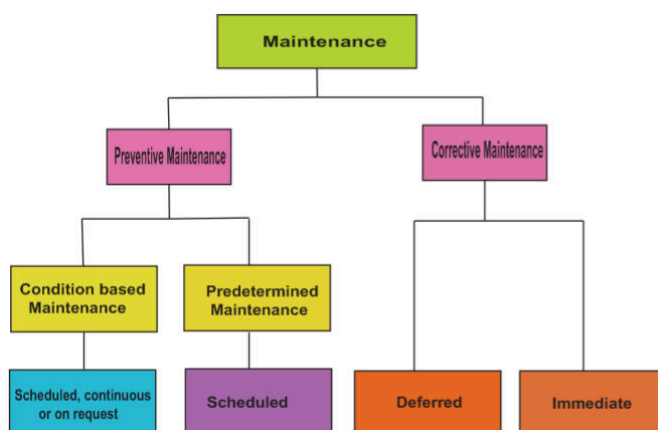 Maintenance
Preventive Maintenance
Corrective Maintenance
Condition based
Maintenance
Predetermined
Maintenance
Scheduled, continuous
or on request
Scheduled
Deferred
Immediate